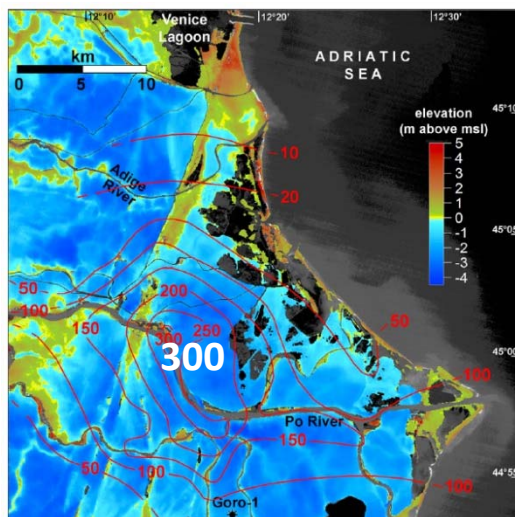 12°10'
12°20'
12°30'
Venice
Lagoon
km
0 5 10
ADRIATIC
SEA
45°10'
elevation
(m above msl)
5
4
3
2
1
0
-1
-2
-3
-4
10
Adige
River
20
45°05'
50
100
150
200
250
300
300
50
45°00'
100
Po River
150
50
100
100
44°55'
Goro-1